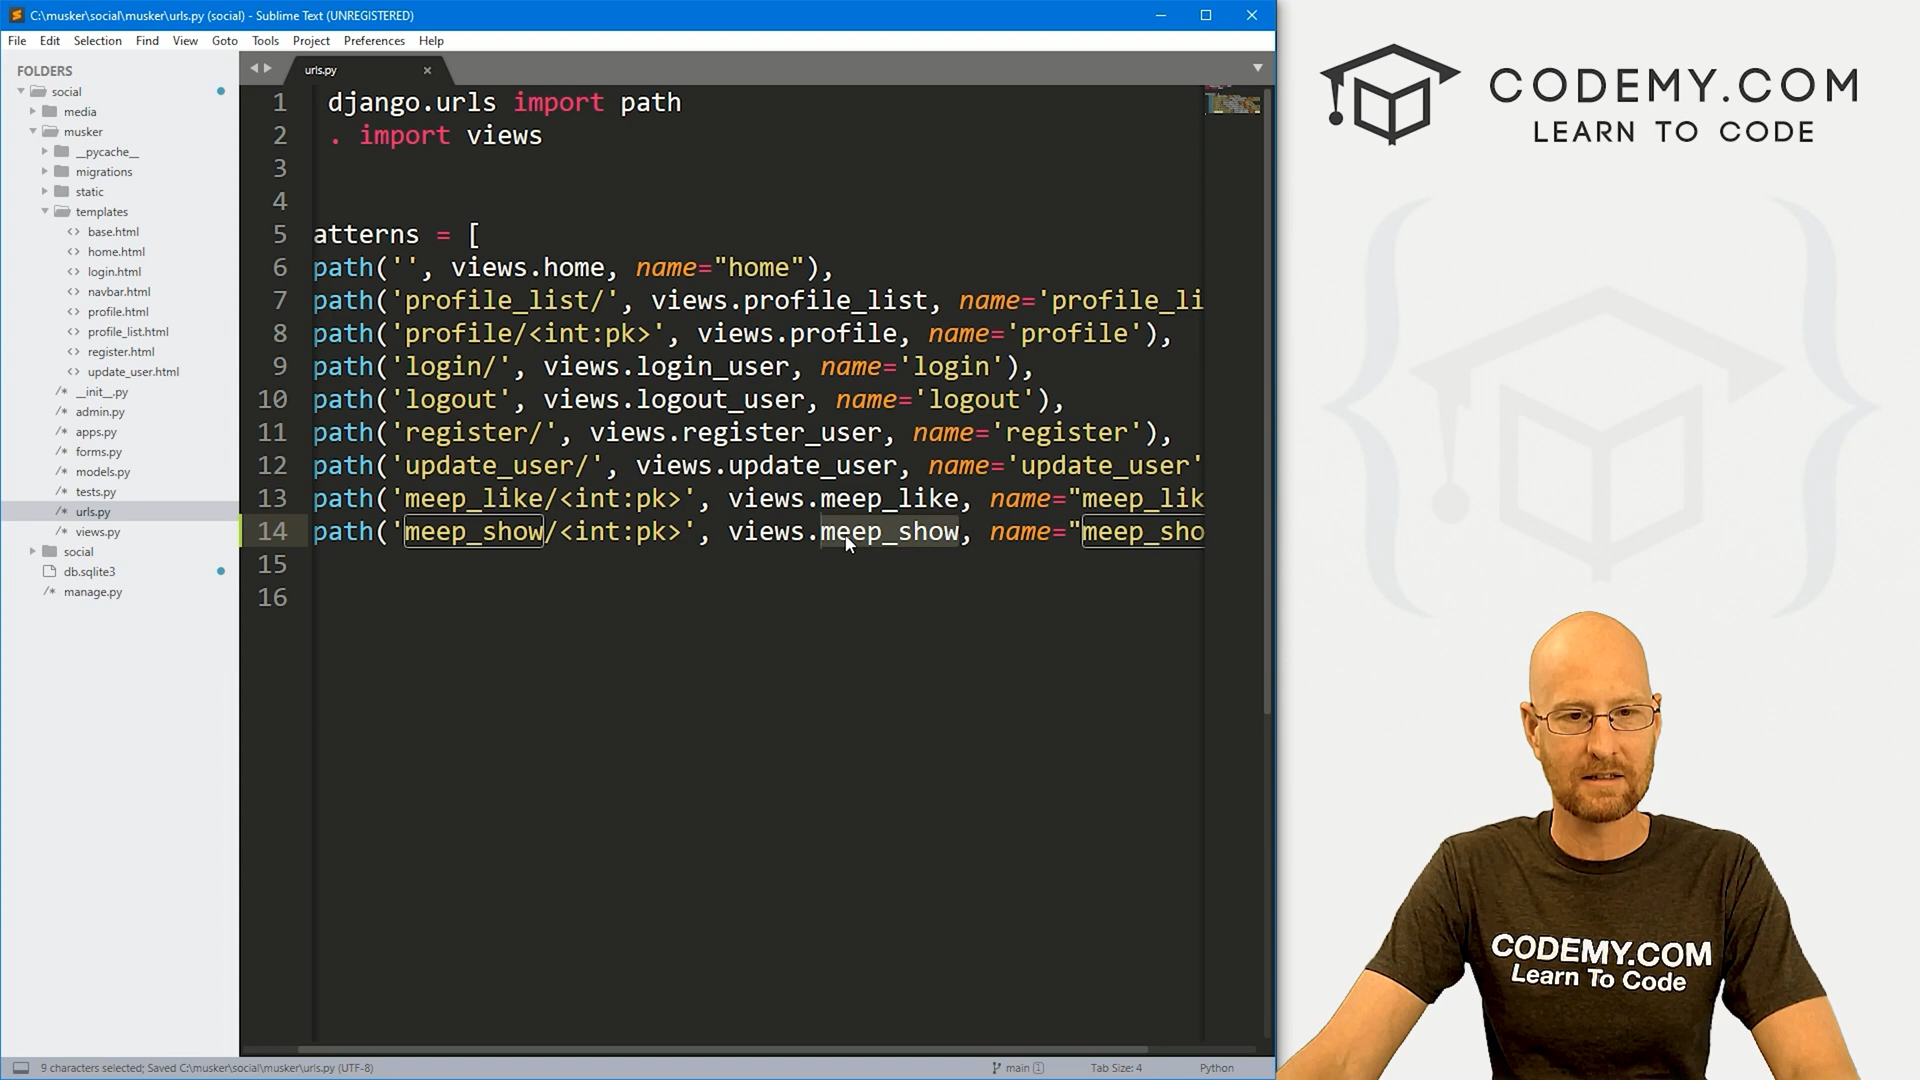 C:\musker\social\musker\urls.py (social) - Sublime Text (UNREGISTERED)
File Edit Selection Find View Goto Tools Project Preferences Help
FOLDERS
social
media
musker
__pycache__
migrations
static
templates
base.html
home.html
login.html
navbar.html
profile.html
profile_list.html
register.html
update_user.html
__init__.py
admin.py
apps.py
forms.py
models.py
tests.py
urls.py
views.py
social
db.sqlite3
manage.py
urls.py
1 django.urls import path
2 . import views
3
4
5 atterns = [
6 path('', views.home, name="home"),
7 path('profile_list/', views.profile_list, name='profile_li
8 path('profile/<int:pk>', views.profile, name='profile'),
9 path('login/', views.login_user, name='login'),
10 path('logout', views.logout_user, name='logout'),
11 path('register/', views.register_user, name='register'),
12 path('update_user/', views.update_user, name='update_user'
13 path('meep_like/<int:pk>', views.meep_like, name="meep_lik
14 path('meep_show/<int:pk>', views.meep_show, name="meep_sho
15
16
9 characters selected; Saved C:\musker\social\musker\urls.py (UTF-8)
main 1
Tab Size: 4
Python
CODEMY.COM
LEARN TO CODE
CODEMY.COM
Learn To Code